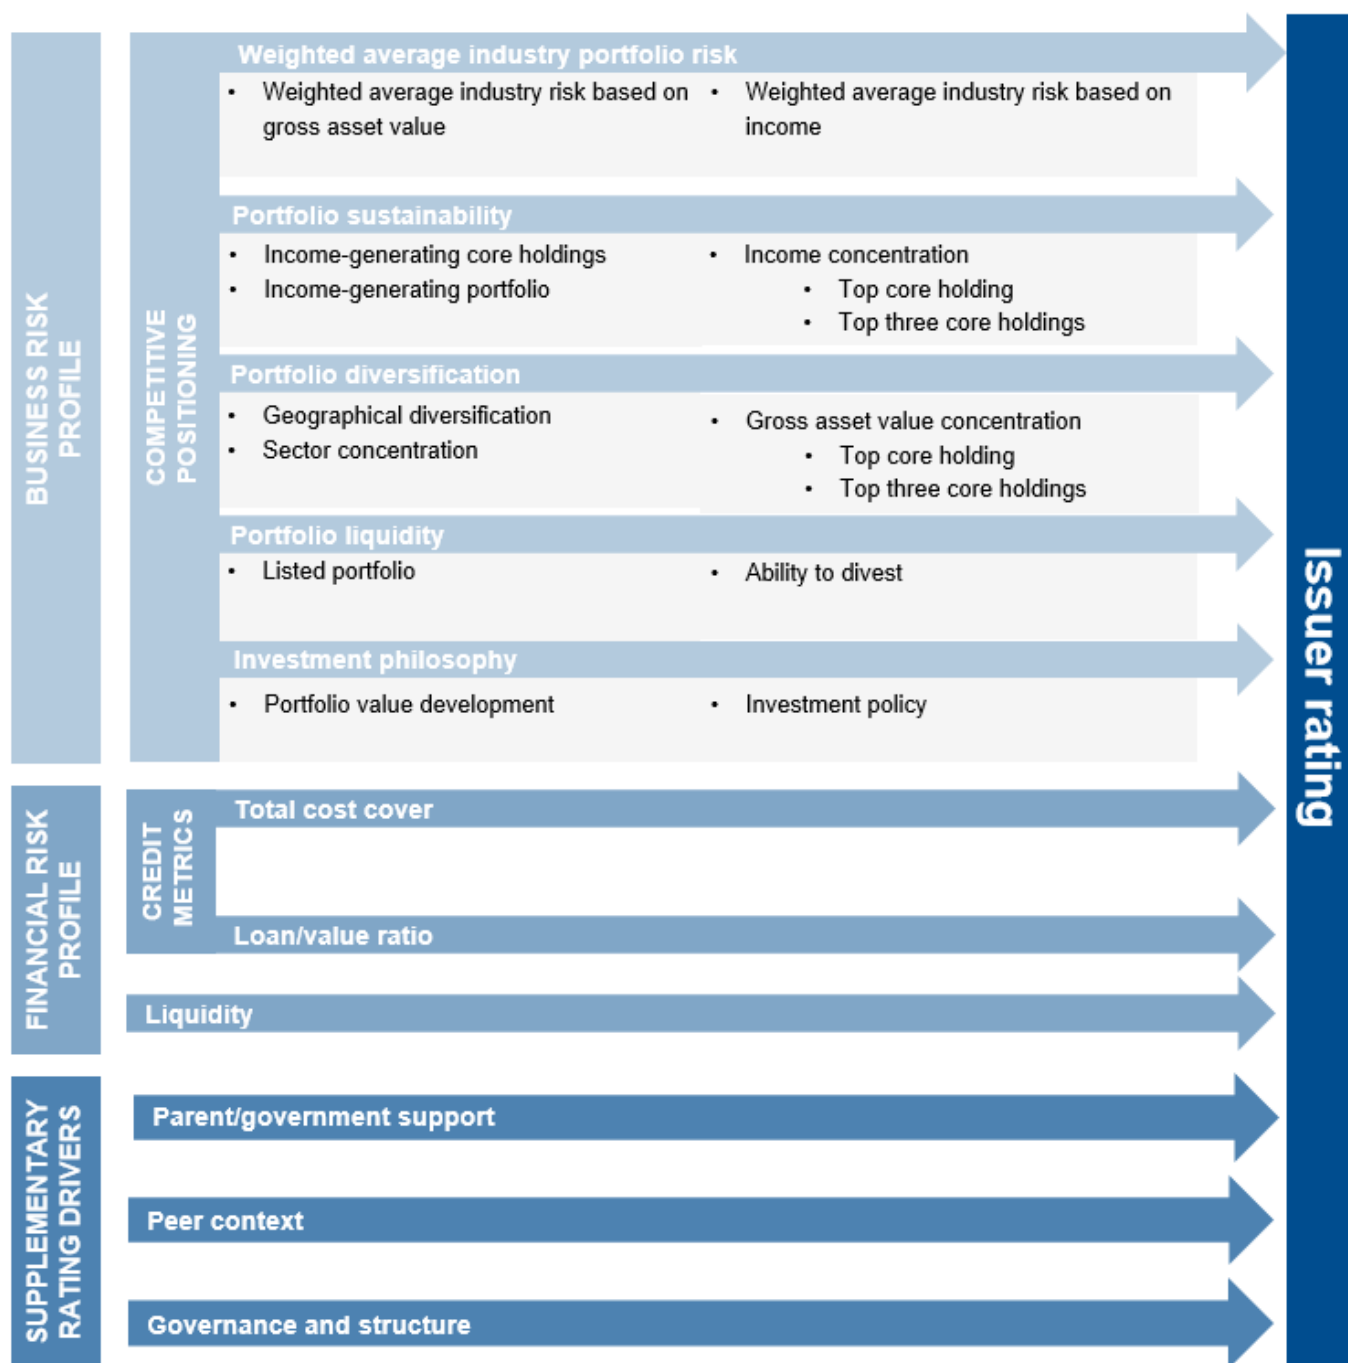 BUSINESS RISK
PROFILE
COMPETITIVE
POSITIONING
Weighted average industry portfolio risk
• Weighted average industry risk based on
gross asset value
• Weighted average industry risk based on
income
Portfolio sustainability
• Income-generating core holdings
• Income-generating portfolio
• Income concentration
• Top core holding
• Top three core holdings
Portfolio diversification
• Geographical diversification
• Sector concentration
• Gross asset value concentration
• Top core holding
• Top three core holdings
Portfolio liquidity
• Listed portfolio
• Ability to divest
Investment philosophy
• Portfolio value development
• Investment policy
FINANCIAL RISK
PROFILE
CREDIT
METRICS
Total cost cover
Loan/value ratio
Liquidity
SUPPLEMENTARY
RATING DRIVERS
Parent/government support
Peer context
Governance and structure
Issuer rating